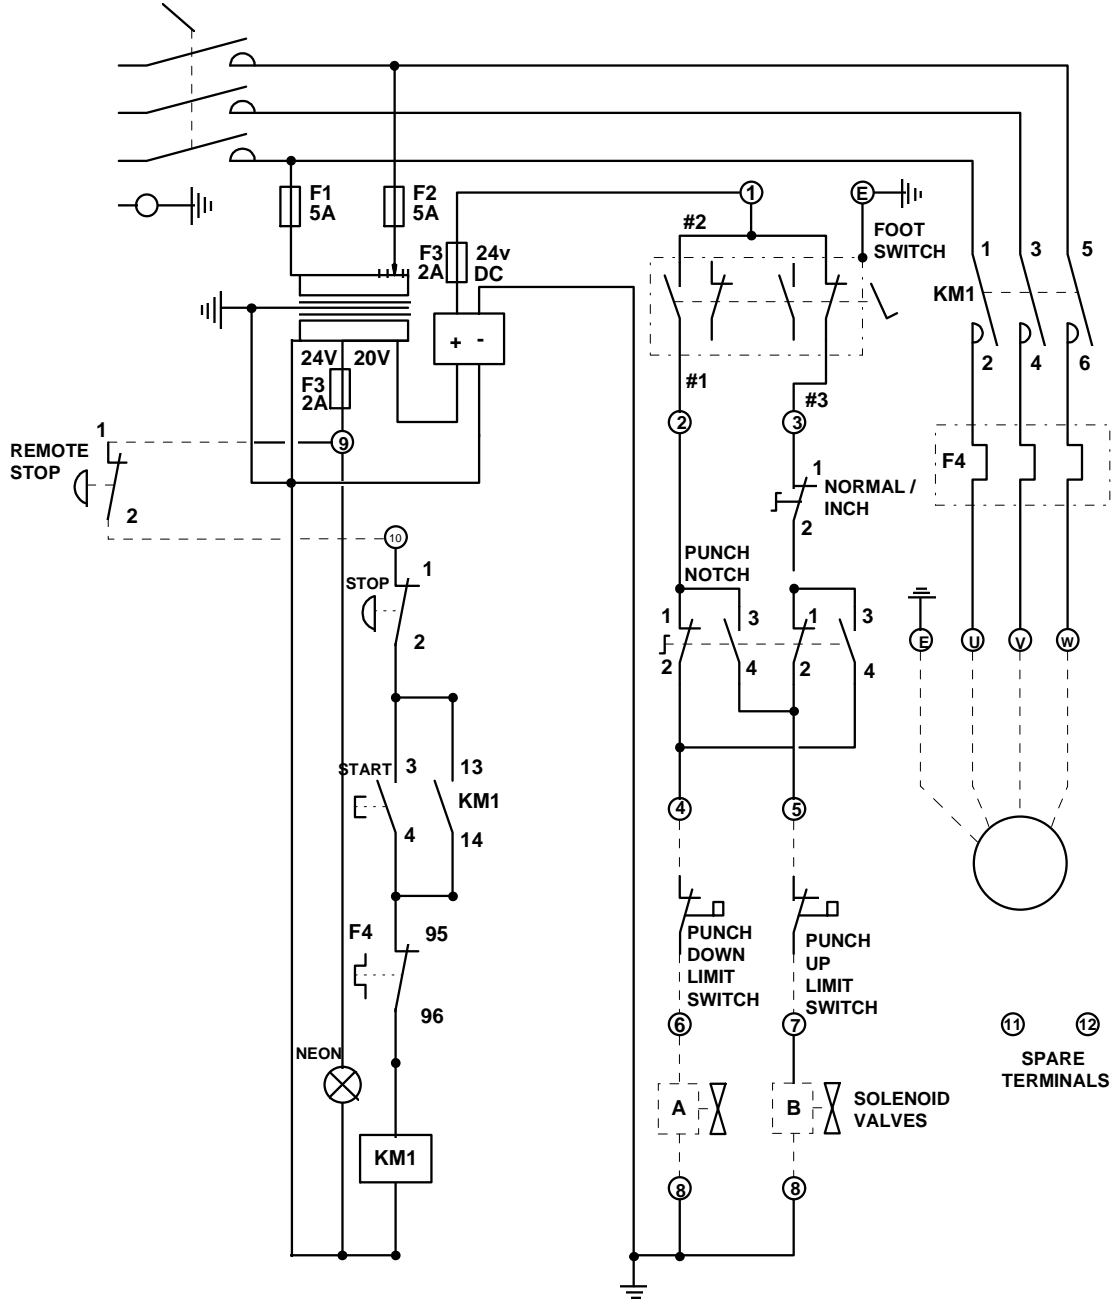 F1
5A
F2
5A
F3
2A
24v
DC
+ -
1
E
#2
FOOT
SWITCH
#1
#3
1
3
5
KM1
2
4
6
24V
20V
F3
2A
9
REMOTE
STOP
1
2
10
2
3
1
NORMAL /
INCH
2
F4
STOP
1
2
PUNCH
NOTCH
1
3
2
4
1
3
2
4
E
U
V
W
START
3
4
13
KM1
14
4
5
F4
95
96
PUNCH
DOWN
LIMIT
SWITCH
PUNCH
UP
LIMIT
SWITCH
6
7
11
12
SPARE
TERMINALS
NEON
A
B
SOLENOID
VALVES
KM1
8
8